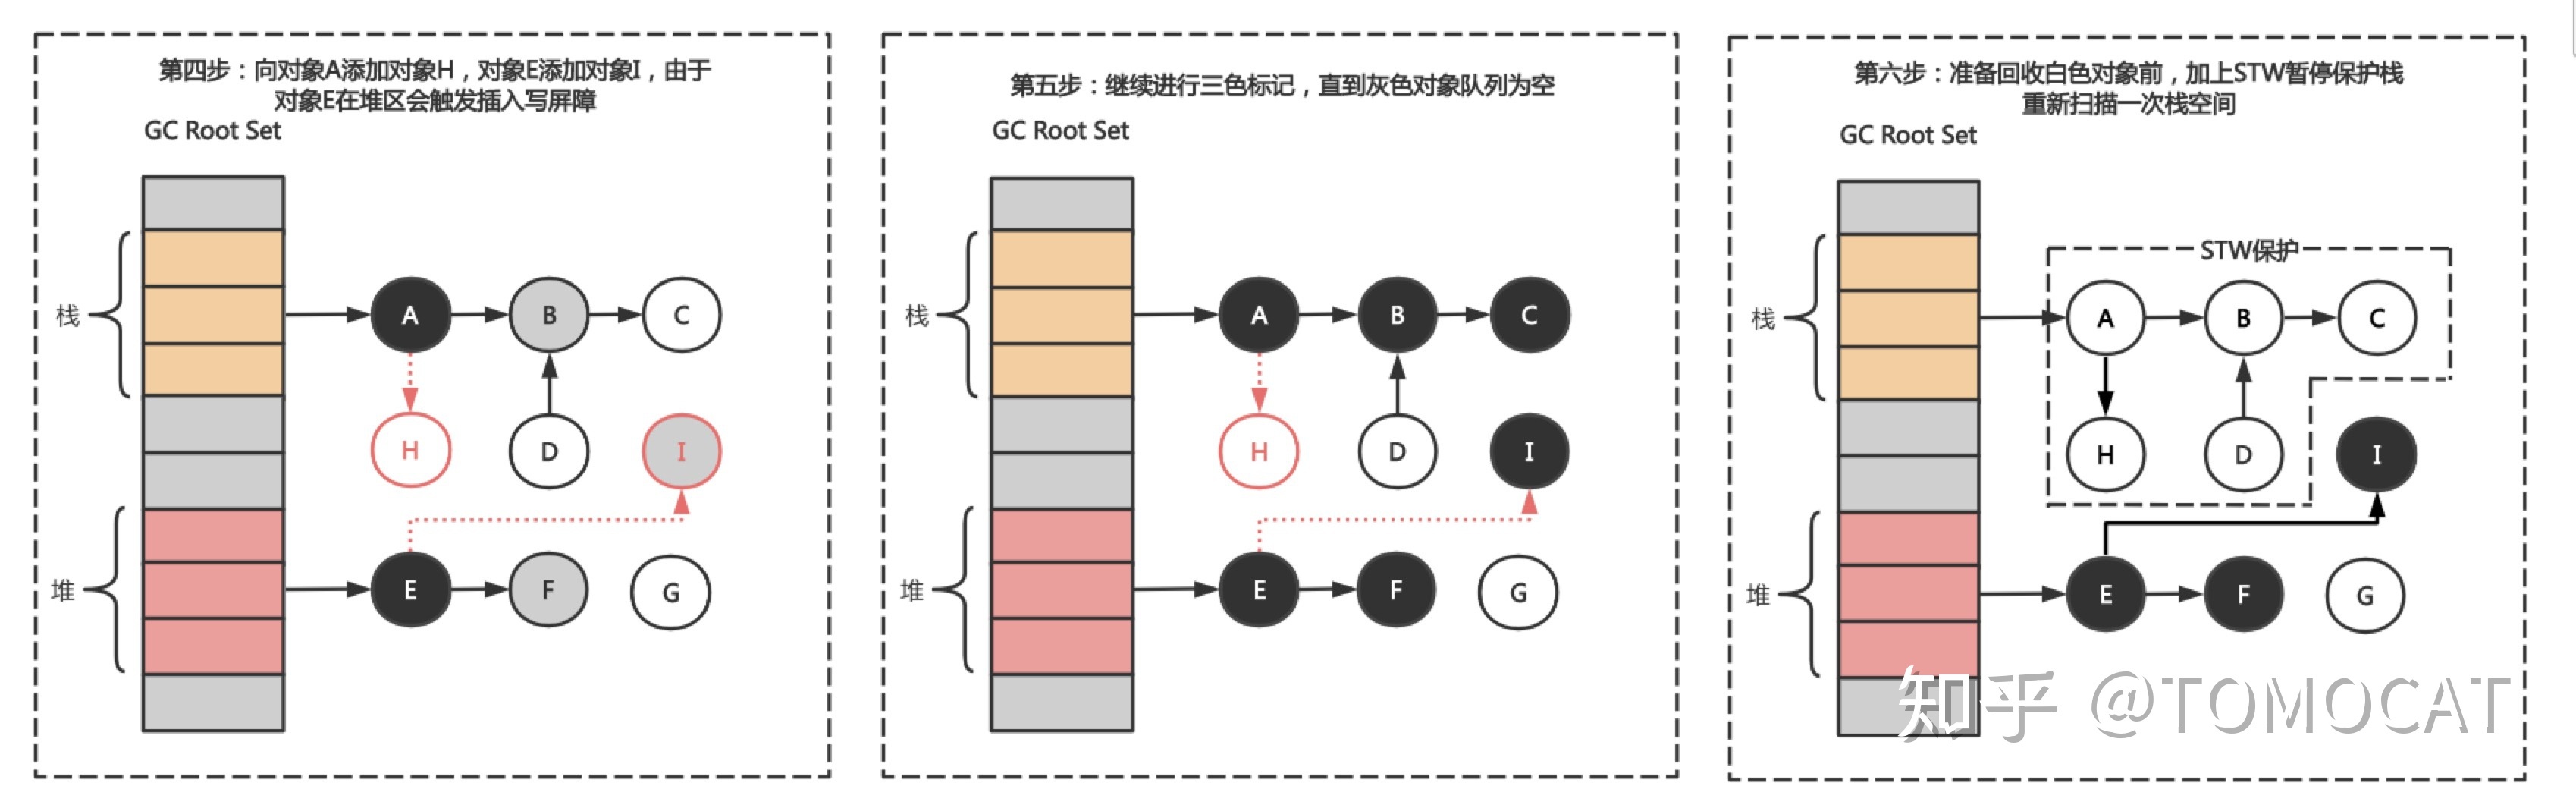 第四步：向对象A添加对象H，对象E添加对象I，由于
对象E在堆区会触发插入写屏障
GC Root Set
栈
A
B
C
H
D
I
堆
E
F
G
第五步：继续进行三色标记，直到灰色对象队列为空
GC Root Set
栈
A
B
C
H
D
I
堆
E
F
G
第六步：准备回收白色对象前，加上STW暂停保护栈
重新扫描一次栈空间
GC Root Set
STW保护
栈
A
B
C
H
D
I
堆
E
F
G
知乎 @TOMOCAT